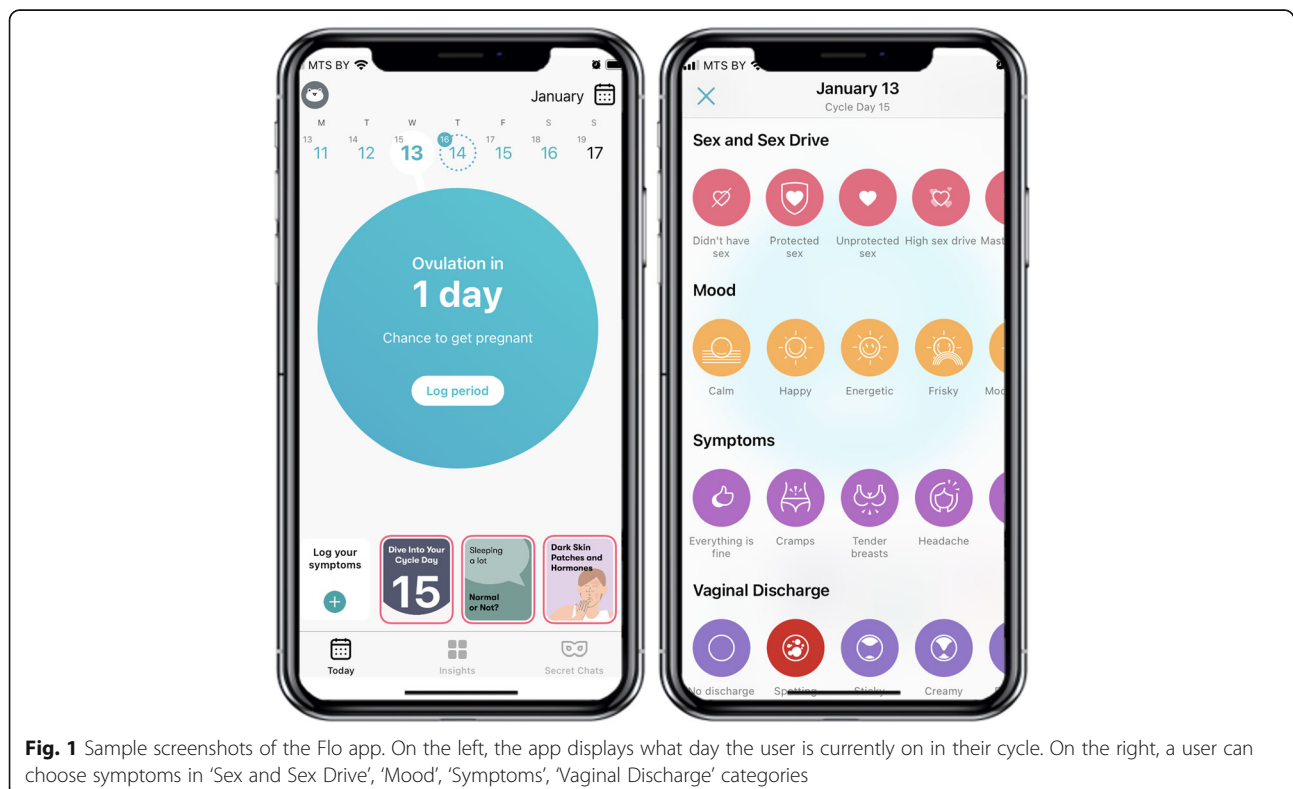 MTS BY
January
M T W T F S S
13 14 15 16 17 18 19
11 12 13 14 15 16 17
Ovulation in
1 day
Chance to get pregnant
Log period
Log your
symptoms
Dive Into Your
Cycle Day
15
Sleeping
a lot
Normal
or Not?
Dark Skin
Patches and
Hormones
Today Insights Secret Chats
MTS BY
January 13
Cycle Day 15
Sex and Sex Drive
Didn't have
sex
Protected
sex
Unprotected
sex
High sex drive
Mast
Mood
Calm Happy Energetic Frisky Moo
Symptoms
Everything is
fine
Cramps
Tender
breasts
Headache
Vaginal Discharge
No discharge Spotting Sticky Creamy
Fig. 1 Sample screenshots of the Flo app. On the left, the app displays what day the user is currently on in their cycle. On the right, a user can
choose symptoms in ‘Sex and Sex Drive’, ‘Mood’, ‘Symptoms’, ‘Vaginal Discharge’ categories